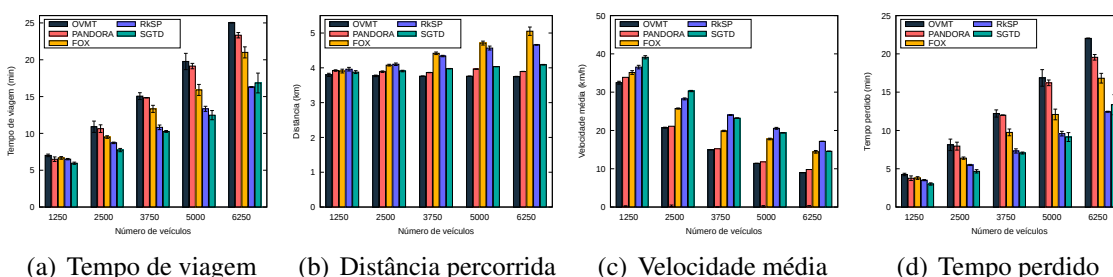 Tempo de viagem (min)
25
20
15
10
5
0
OVMT
PANDORA
FOX
RkSP
SGTD
1250 2500 3750 5000 6250
Número de veículos
(a) Tempo de viagem
Distância (km)
5
4
3
2
1
0
OVMT
PANDORA
FOX
RkSP
SGTD
1250 2500 3750 5000 6250
Número de veículos
(b) Distância percorrida
Velocidade média (km/h)
50
40
30
20
10
0
OVMT
PANDORA
FOX
RkSP
SGTD
1250 2500 3750 5000 6250
Número de veículos
(c) Velocidade média
Tempo perdido (min)
25
20
15
10
5
0
OVMT
PANDORA
FOX
RkSP
SGTD
1250 2500 3750 5000 6250
Número de veículos
(d) Tempo perdido